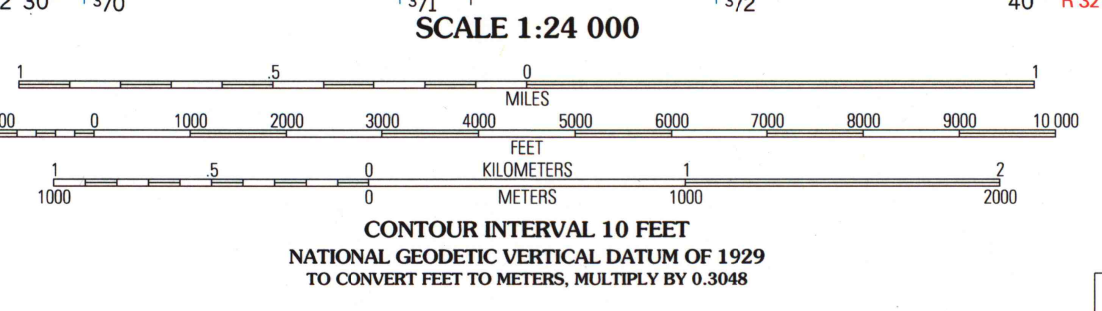 2 30 370 371 372 40 R 32
SCALE 1:24 000
1 .5 0 1
MILES
00 0 1000 2000 3000 4000 5000 6000 7000 8000 9000 10 000
FEET
1 .5 0 KILOMETERS 1 2
1000 0 METERS 1000 2000
CONTOUR INTERVAL 10 FEET
NATIONAL GEODETIC VERTICAL DATUM OF 1929
TO CONVERT FEET TO METERS, MULTIPLY BY 0.3048